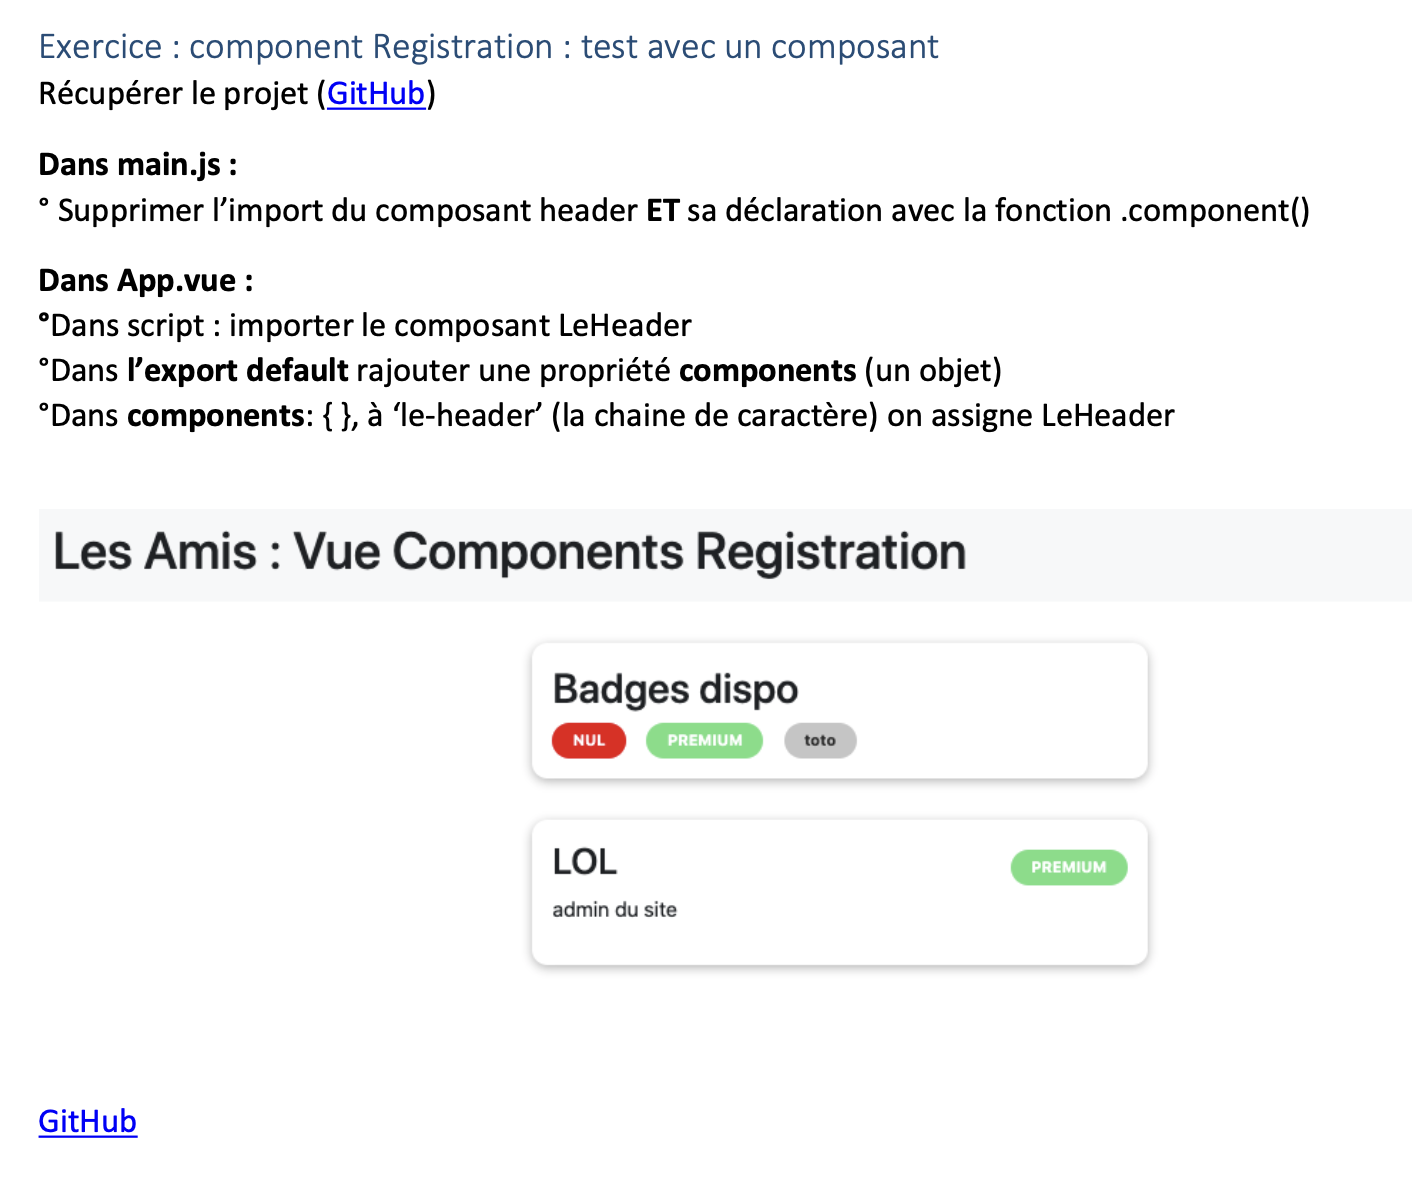 Exercice : component Registration : test avec un composant
Récupérer le projet (GitHub)
Dans main.js :
° Supprimer l’import du composant header ET sa déclaration avec la fonction .component()
Dans App.vue :
°Dans script : importer le composant LeHeader
°Dans l’export default rajouter une propriété components (un objet)
°Dans components: { }, à ‘le-header’ (la chaine de caractère) on assigne LeHeader
Les Amis : Vue Components Registration
Badges dispo
NUL PREMIUM toto
LOL PREMIUM
admin du site
GitHub